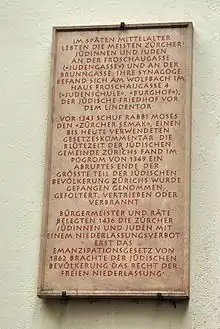 IM SPÄTEN MITTELALTER
LEBTEN DIE MEISTEN ZÜRCHER
JÜDINNEN UND JUDEN
AN DER FROSCHAUGASSE
(«JUDENGASSE») UND AN DER
BRUNNGASSE; IHRE SYNAGOGE
BEFAND SICH AM WOLFBACH IM
HAUS FROSCHAUGASSE 4
(«JUDENSCHULE», «BURGHOF»),
DER JÜDISCHE FRIEDHOF VOR
DEM LINDENTOR
VOR 1343 SCHUF RABBI MOSES
DEN «ZÜRCHER SEMAK», EINEN
BIS HEUTE VERWENDETEN
GESETZESKOMMENTAR. DIE
BLÜTEZEIT DER JÜDISCHEN
GEMEINDE ZÜRICHS FAND IM
POGROM VON 1349 EIN
ABRUPTES ENDE. DER
GRÖSSTE TEIL DER JÜDISCHEN
BEVÖLKERUNG ZÜRICHS WURDE
GEFANGEN GENOMMEN,
GEFOLTERT, VERTRIEBEN ODER
VERBRANNT
BÜRGERMEISTER UND RÄTE
BELEGTEN 1436 DIE ZÜRCHER
JÜDINNEN UND JUDEN MIT
EINEM NIEDERLASSUNGSVERBOT
ERST DAS
EMANZIPATIONSGESETZ VON
1862 BRACHTE DER JÜDISCHEN
BEVÖLKERUNG DAS RECHT DER
FREIEN NIEDERLASSUNG